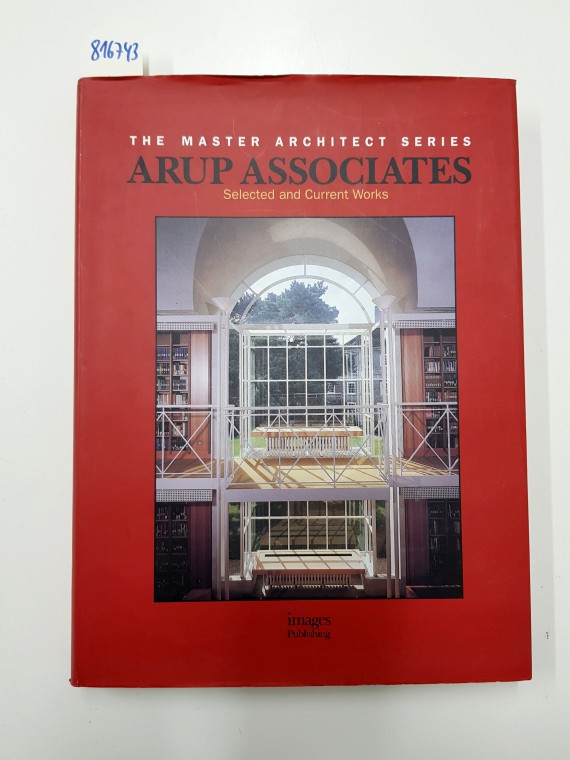 816743
THE MASTER ARCHITECT SERIES
ARUP ASSOCIATES
Selected and Current Works
images
Publishing